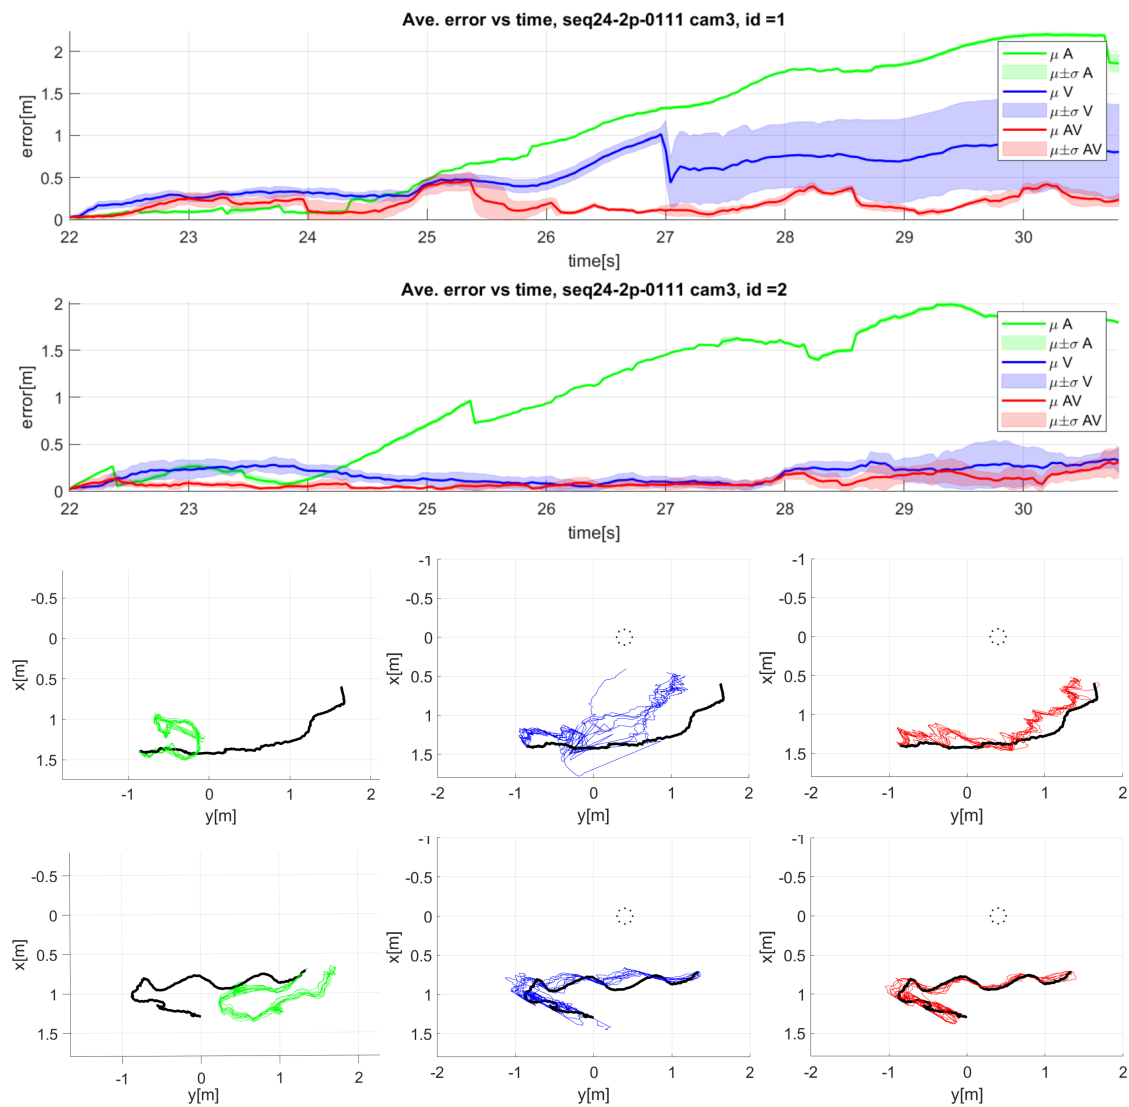 Ave. error vs time, seq24-2p-0111 cam3, id =1
error[m]
2
1.5
1
0.5
0
22 23 24 25 26 27 28 29 30
time[s]
μ A
μ±σ A
μ V
μ±σ V
μ AV
μ±σ AV
Ave. error vs time, seq24-2p-0111 cam3, id =2
error[m]
2
1.5
1
0.5
0
22 23 24 25 26 27 28 29 30
time[s]
μ A
μ±σ A
μ V
μ±σ V
μ AV
μ±σ AV
x[m]
-0.5
0
0.5
1
1.5
-1 0 1 2
y[m]
x[m]
-1
-0.5
0
0.5
1
1.5
-2 -1 0 1 2
y[m]
x[m]
-1
-0.5
0
0.5
1
1.5
-2 -1 0 1 2
y[m]
x[m]
-0.5
0
0.5
1
1.5
-1 0 1 2
y[m]
x[m]
-1
-0.5
0
0.5
1
1.5
-2 -1 0 1 2
y[m]
x[m]
-1
-0.5
0
0.5
1
1.5
-2 -1 0 1 2
y[m]